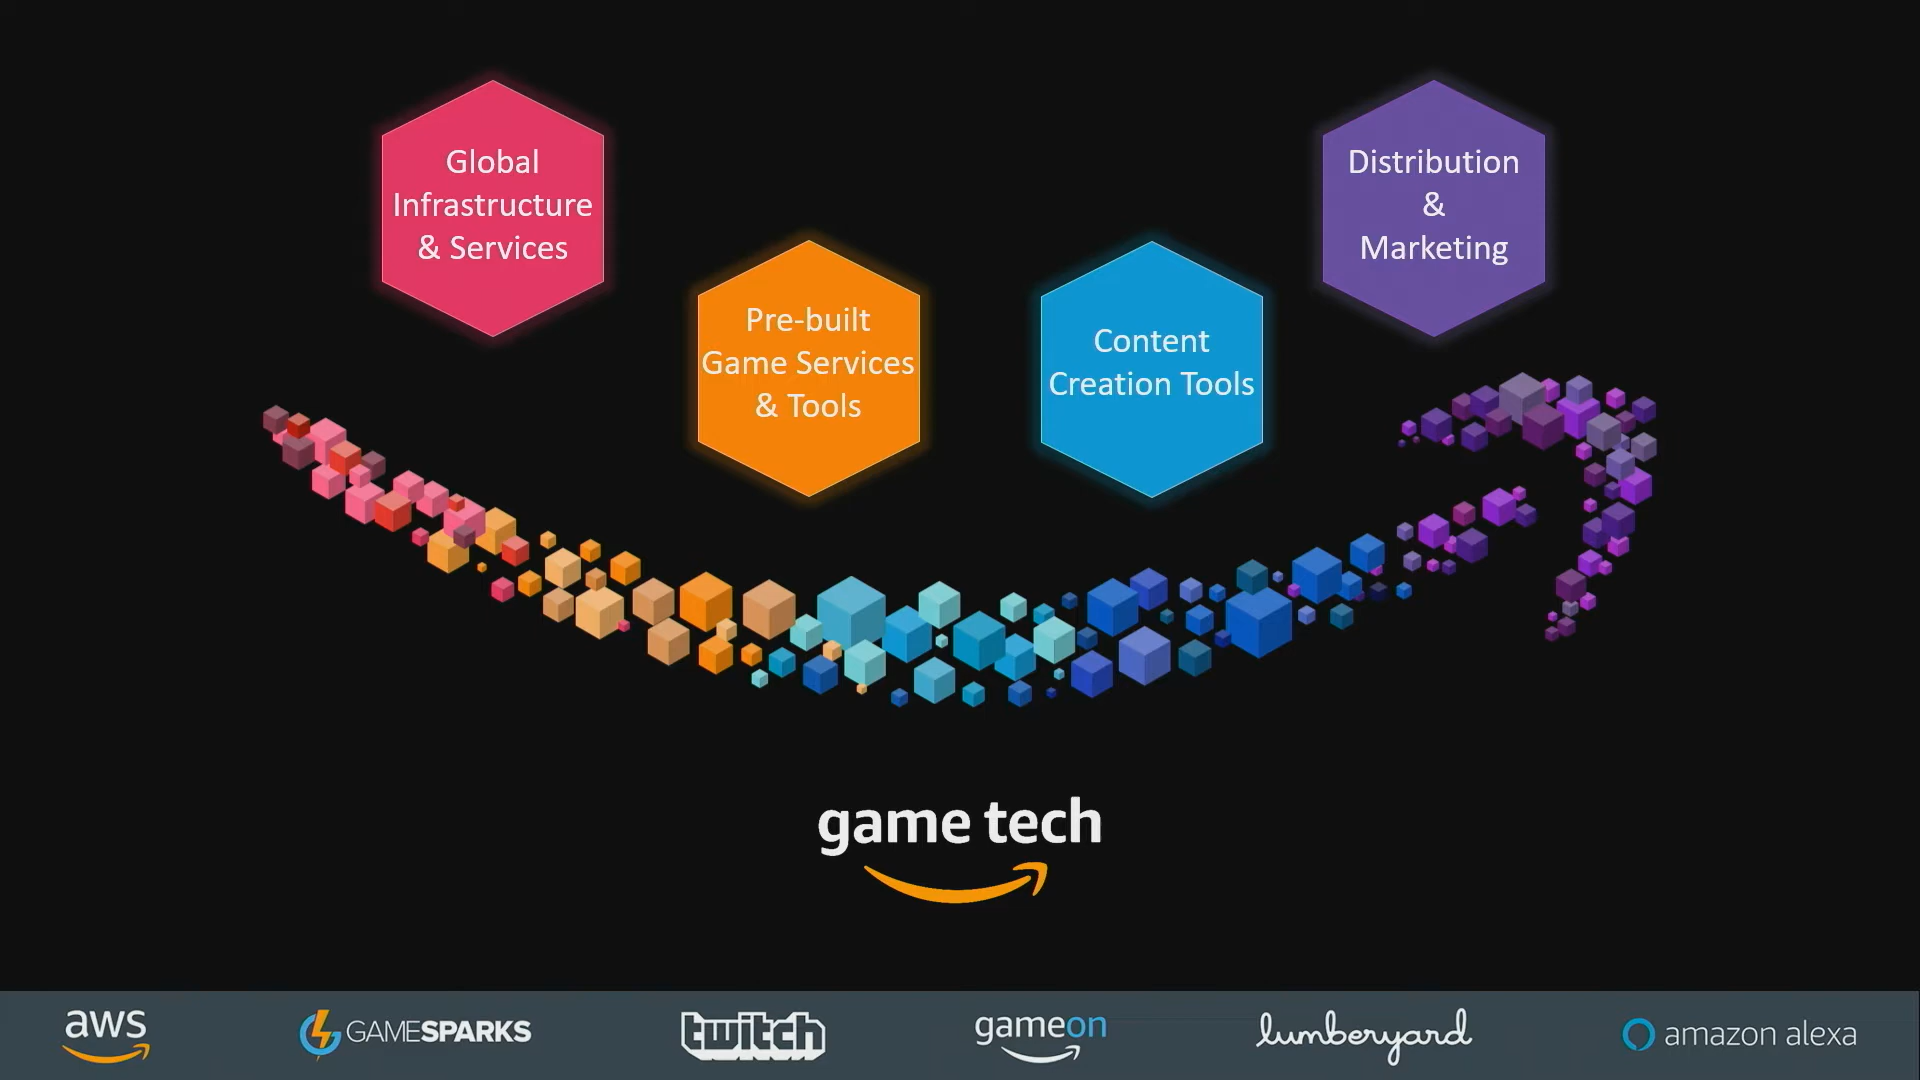 Global
Infrastructure
& Services
Pre-built
Game Services
& Tools
Content
Creation Tools
Distribution
&
Marketing
game tech
aws
GAMESPARKS
twitch
gameon
lumberyard
amazon alexa